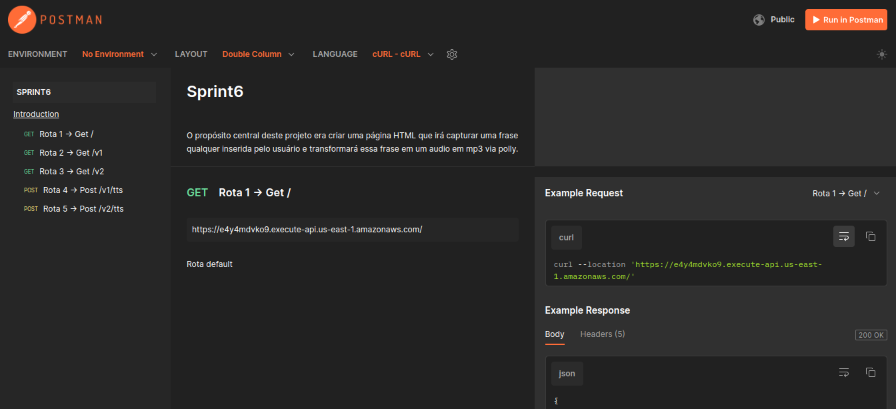 POSTMAN
Public
Run in Postman
ENVIRONMENT No Environment LAYOUT Double Column LANGUAGE cURL - cURL
SPRINT6
Introduction
GET Rota 1 → Get /
GET Rota 2 → Get /v1
GET Rota 3 → Get /v2
POST Rota 4 → Post /v1/tts
POST Rota 5 → Post /v2/tts
Sprint6
O propósito central deste projeto era criar uma página HTML que irá capturar uma frase
qualquer inserida pelo usuário e transformará essa frase em um audio em mp3 via polly.
GET Rota 1 → Get /
https://e4y4mdvko9.execute-api.us-east-1.amazonaws.com/
Rota default
Example Request
Rota 1 → Get /
curl
curl --location 'https://e4y4mdvko9.execute-api.us-east-
1.amazonaws.com/'
Example Response
Body Headers (5)
200 OK
json
{